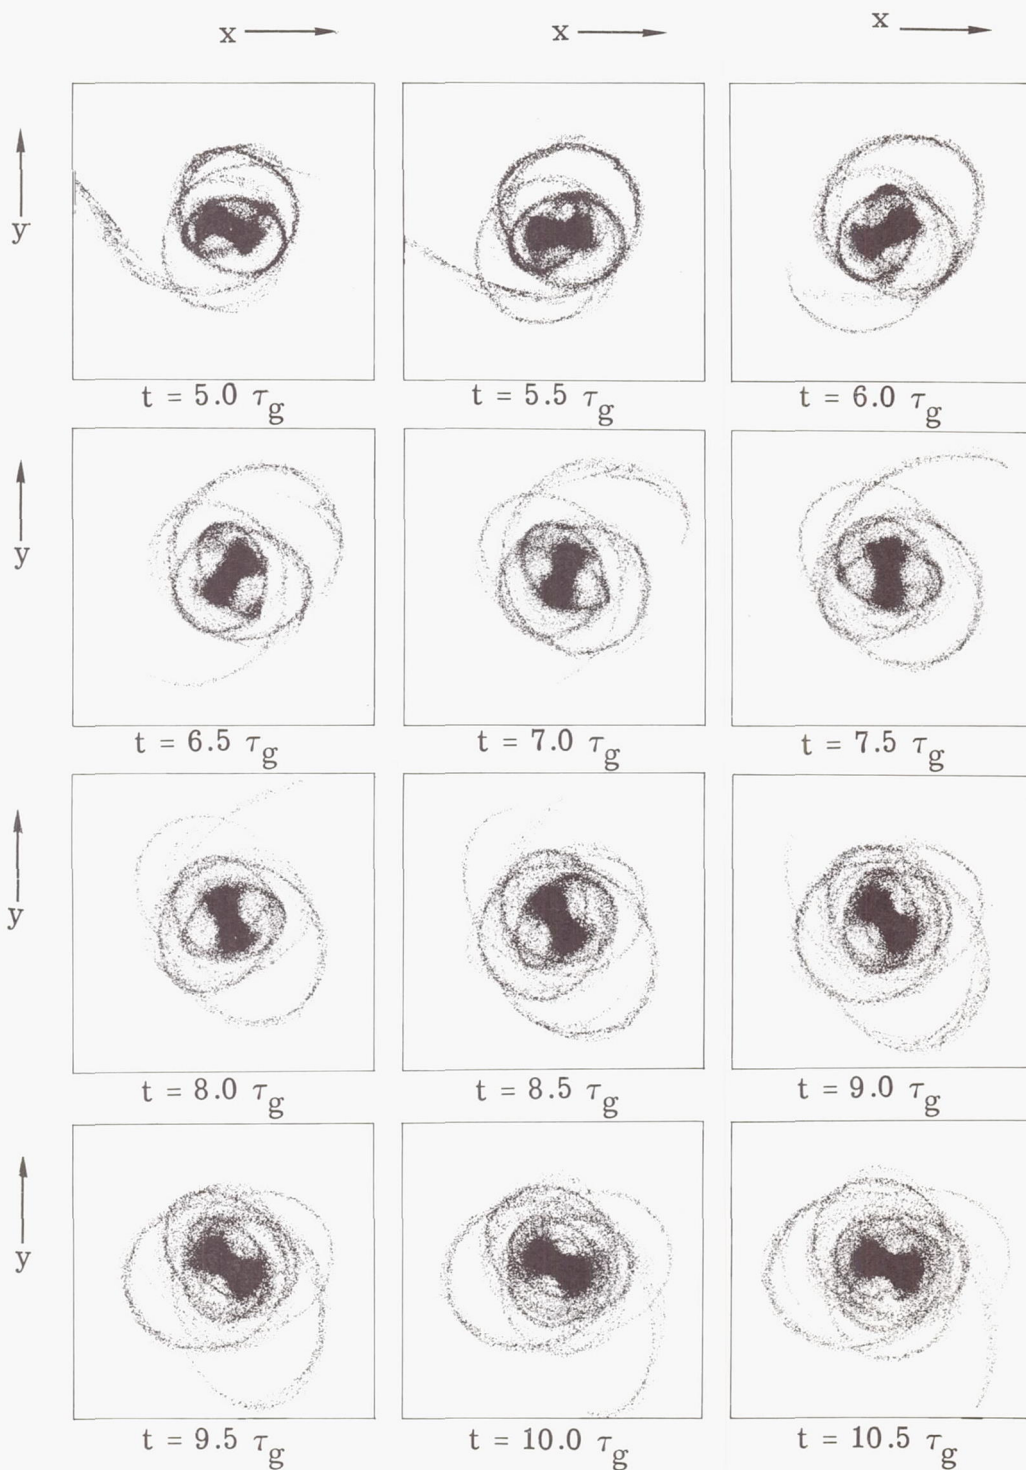 x x x
y
t = 5.0 τg t = 5.5 τg t = 6.0 τg
y
t = 6.5 τg t = 7.0 τg t = 7.5 τg
y
t = 8.0 τg t = 8.5 τg t = 9.0 τg
y
t = 9.5 τg t = 10.0 τg t = 10.5 τg